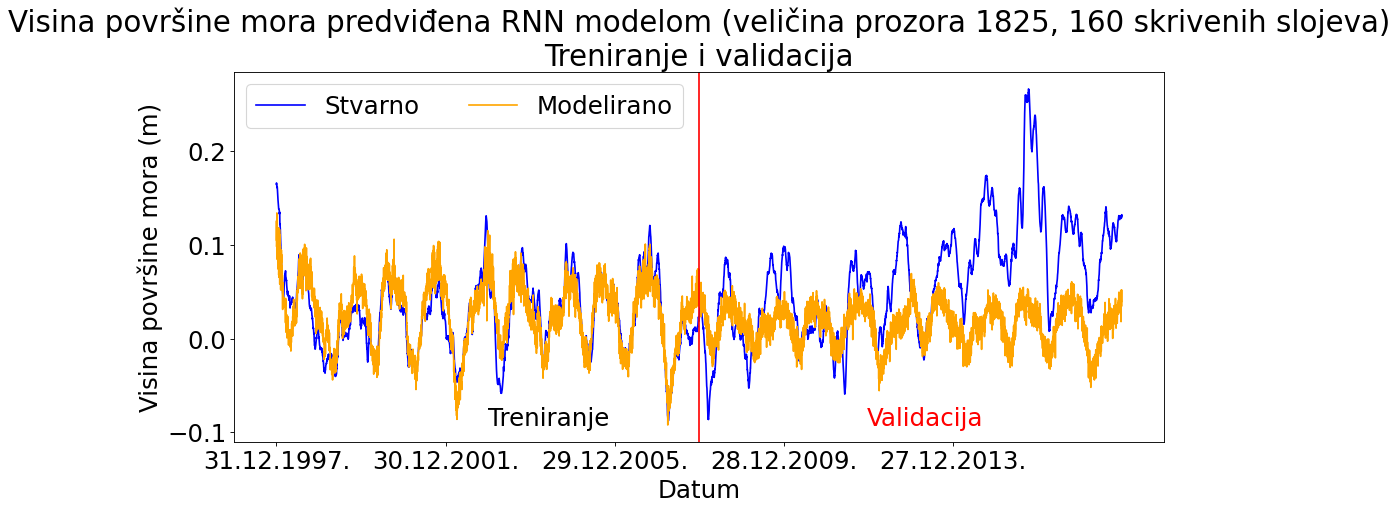 Visina površine mora predviđena RNN modelom (veličina prozora 1825, 160 skrivenih slojeva)
Treniranje i validacija
Stvarno
Modelirano
Visina površine mora (m)
0.2
0.1
0.0
−0.1
Treniranje
Validacija
31.12.1997.
30.12.2001.
29.12.2005.
28.12.2009.
27.12.2013.
Datum